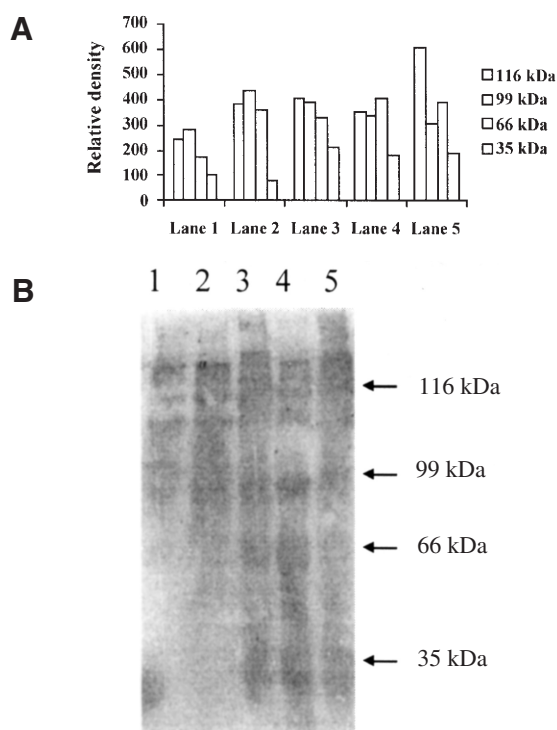 A
Relative density
700
600
500
400
300
200
100
0
Lane 1 Lane 2 Lane 3 Lane 4 Lane 5
116 kDa
99 kDa
66 kDa
35 kDa
B
1 2 3 4 5
116 kDa
99 kDa
66 kDa
35 kDa